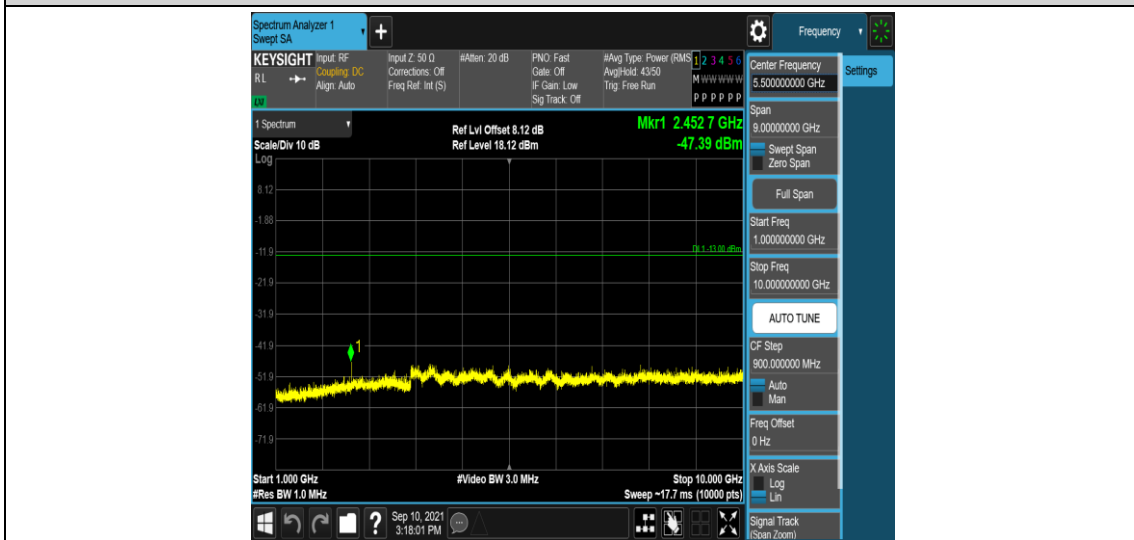 Spectrum Analyzer 1
Swept SA
+
Frequency
KEYSIGHT
RL
Input: RF
Coupling: DC
Align: Auto
Input Z: 50 Ω
Corrections: Off
Freq Ref: Int (S)
#Atten: 20 dB
PNO: Fast
Gate: Off
IF Gain: Low
Sig Track: Off
#Avg Type: Power (RMS
Avg|Hold: 43/50
Trig: Free Run
1 2 3 4 5 6
M W W W W W
P P P P P P
1 Spectrum
Scale/Div 10 dB
Log
Ref Lvl Offset 8.12 dB
Ref Level 18.12 dBm
Mkr1 2.452 7 GHz
-47.39 dBm
8.12
-1.88
-11.9
DL1 -13.00 dBm
-21.9
-31.9
-41.9
1
-51.9
-61.9
-71.9
Start 1.000 GHz
#Res BW 1.0 MHz
#Video BW 3.0 MHz
Stop 10.000 GHz
Sweep ~17.7 ms (10000 pts)
?
Sep 10, 2021
3:18:01 PM
Center Frequency
5.500000000 GHz
Settings
Span
9.00000000 GHz
Swept Span
Zero Span
Full Span
Start Freq
1.000000000 GHz
Stop Freq
10.000000000 GHz
AUTO TUNE
CF Step
900.000000 MHz
Auto
Man
Freq Offset
0 Hz
X Axis Scale
Log
Lin
Signal Track
(Span Zoom)